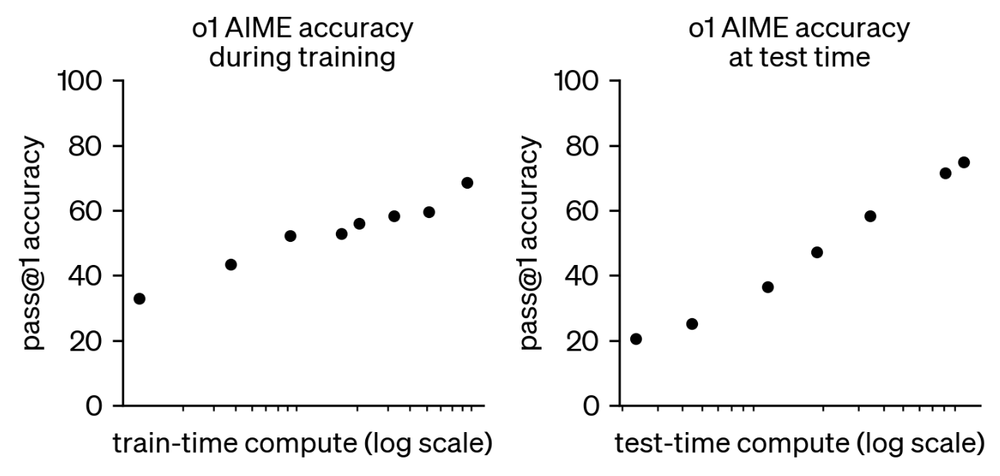 o1 AIME accuracy
during training
100
80
60
40
20
0
pass@1 accuracy
train-time compute (log scale)
o1 AIME accuracy
at test time
100
80
60
40
20
0
pass@1 accuracy
test-time compute (log scale)